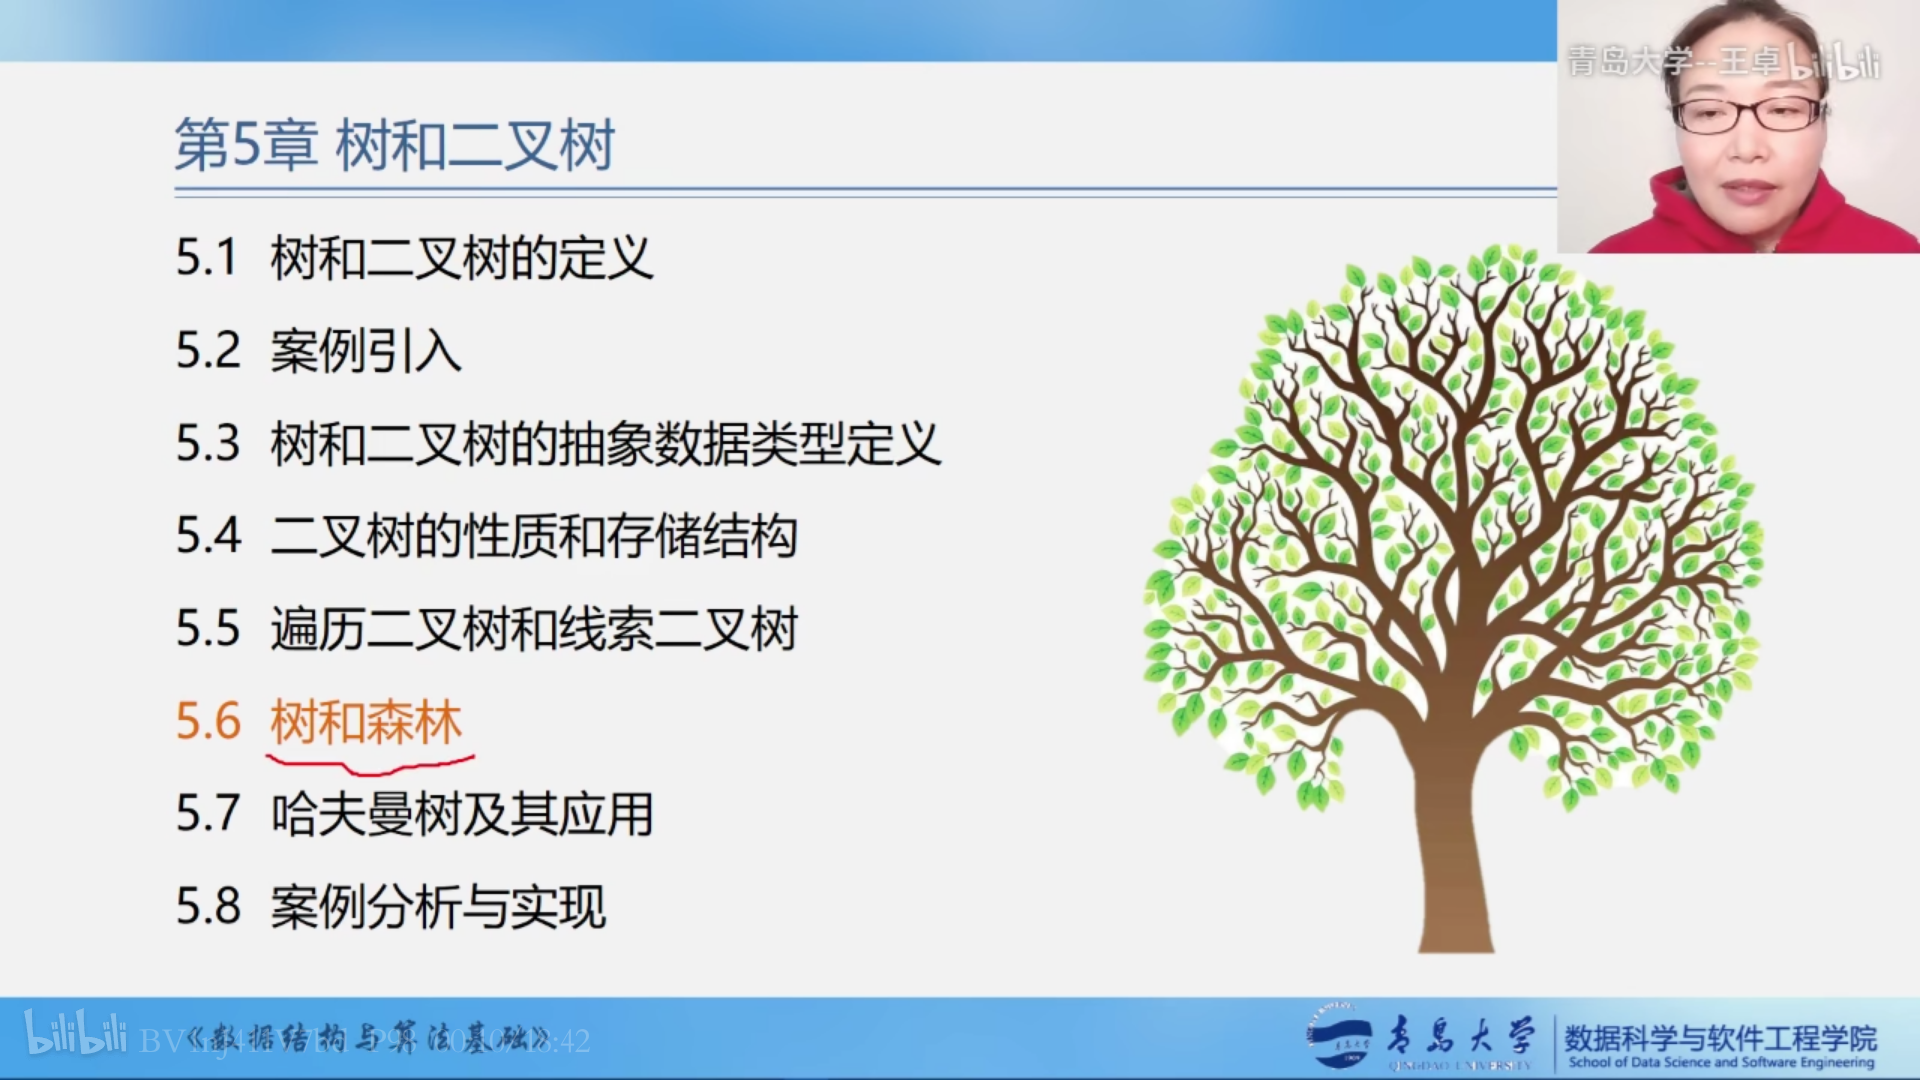 青岛大学--王卓 bilibili
第5章 树和二叉树
5.1 树和二叉树的定义
5.2 案例引入
5.3 树和二叉树的抽象数据类型定义
5.4 二叉树的性质和存储结构
5.5 遍历二叉树和线索二叉树
5.6 树和森林
5.7 哈夫曼树及其应用
5.8 案例分析与实现
bilibili
《数据结构与算法基础》
青岛大学
QINGDAO UNIVERSITY
数据科学与软件工程学院
School of Data Science and Software Engineering